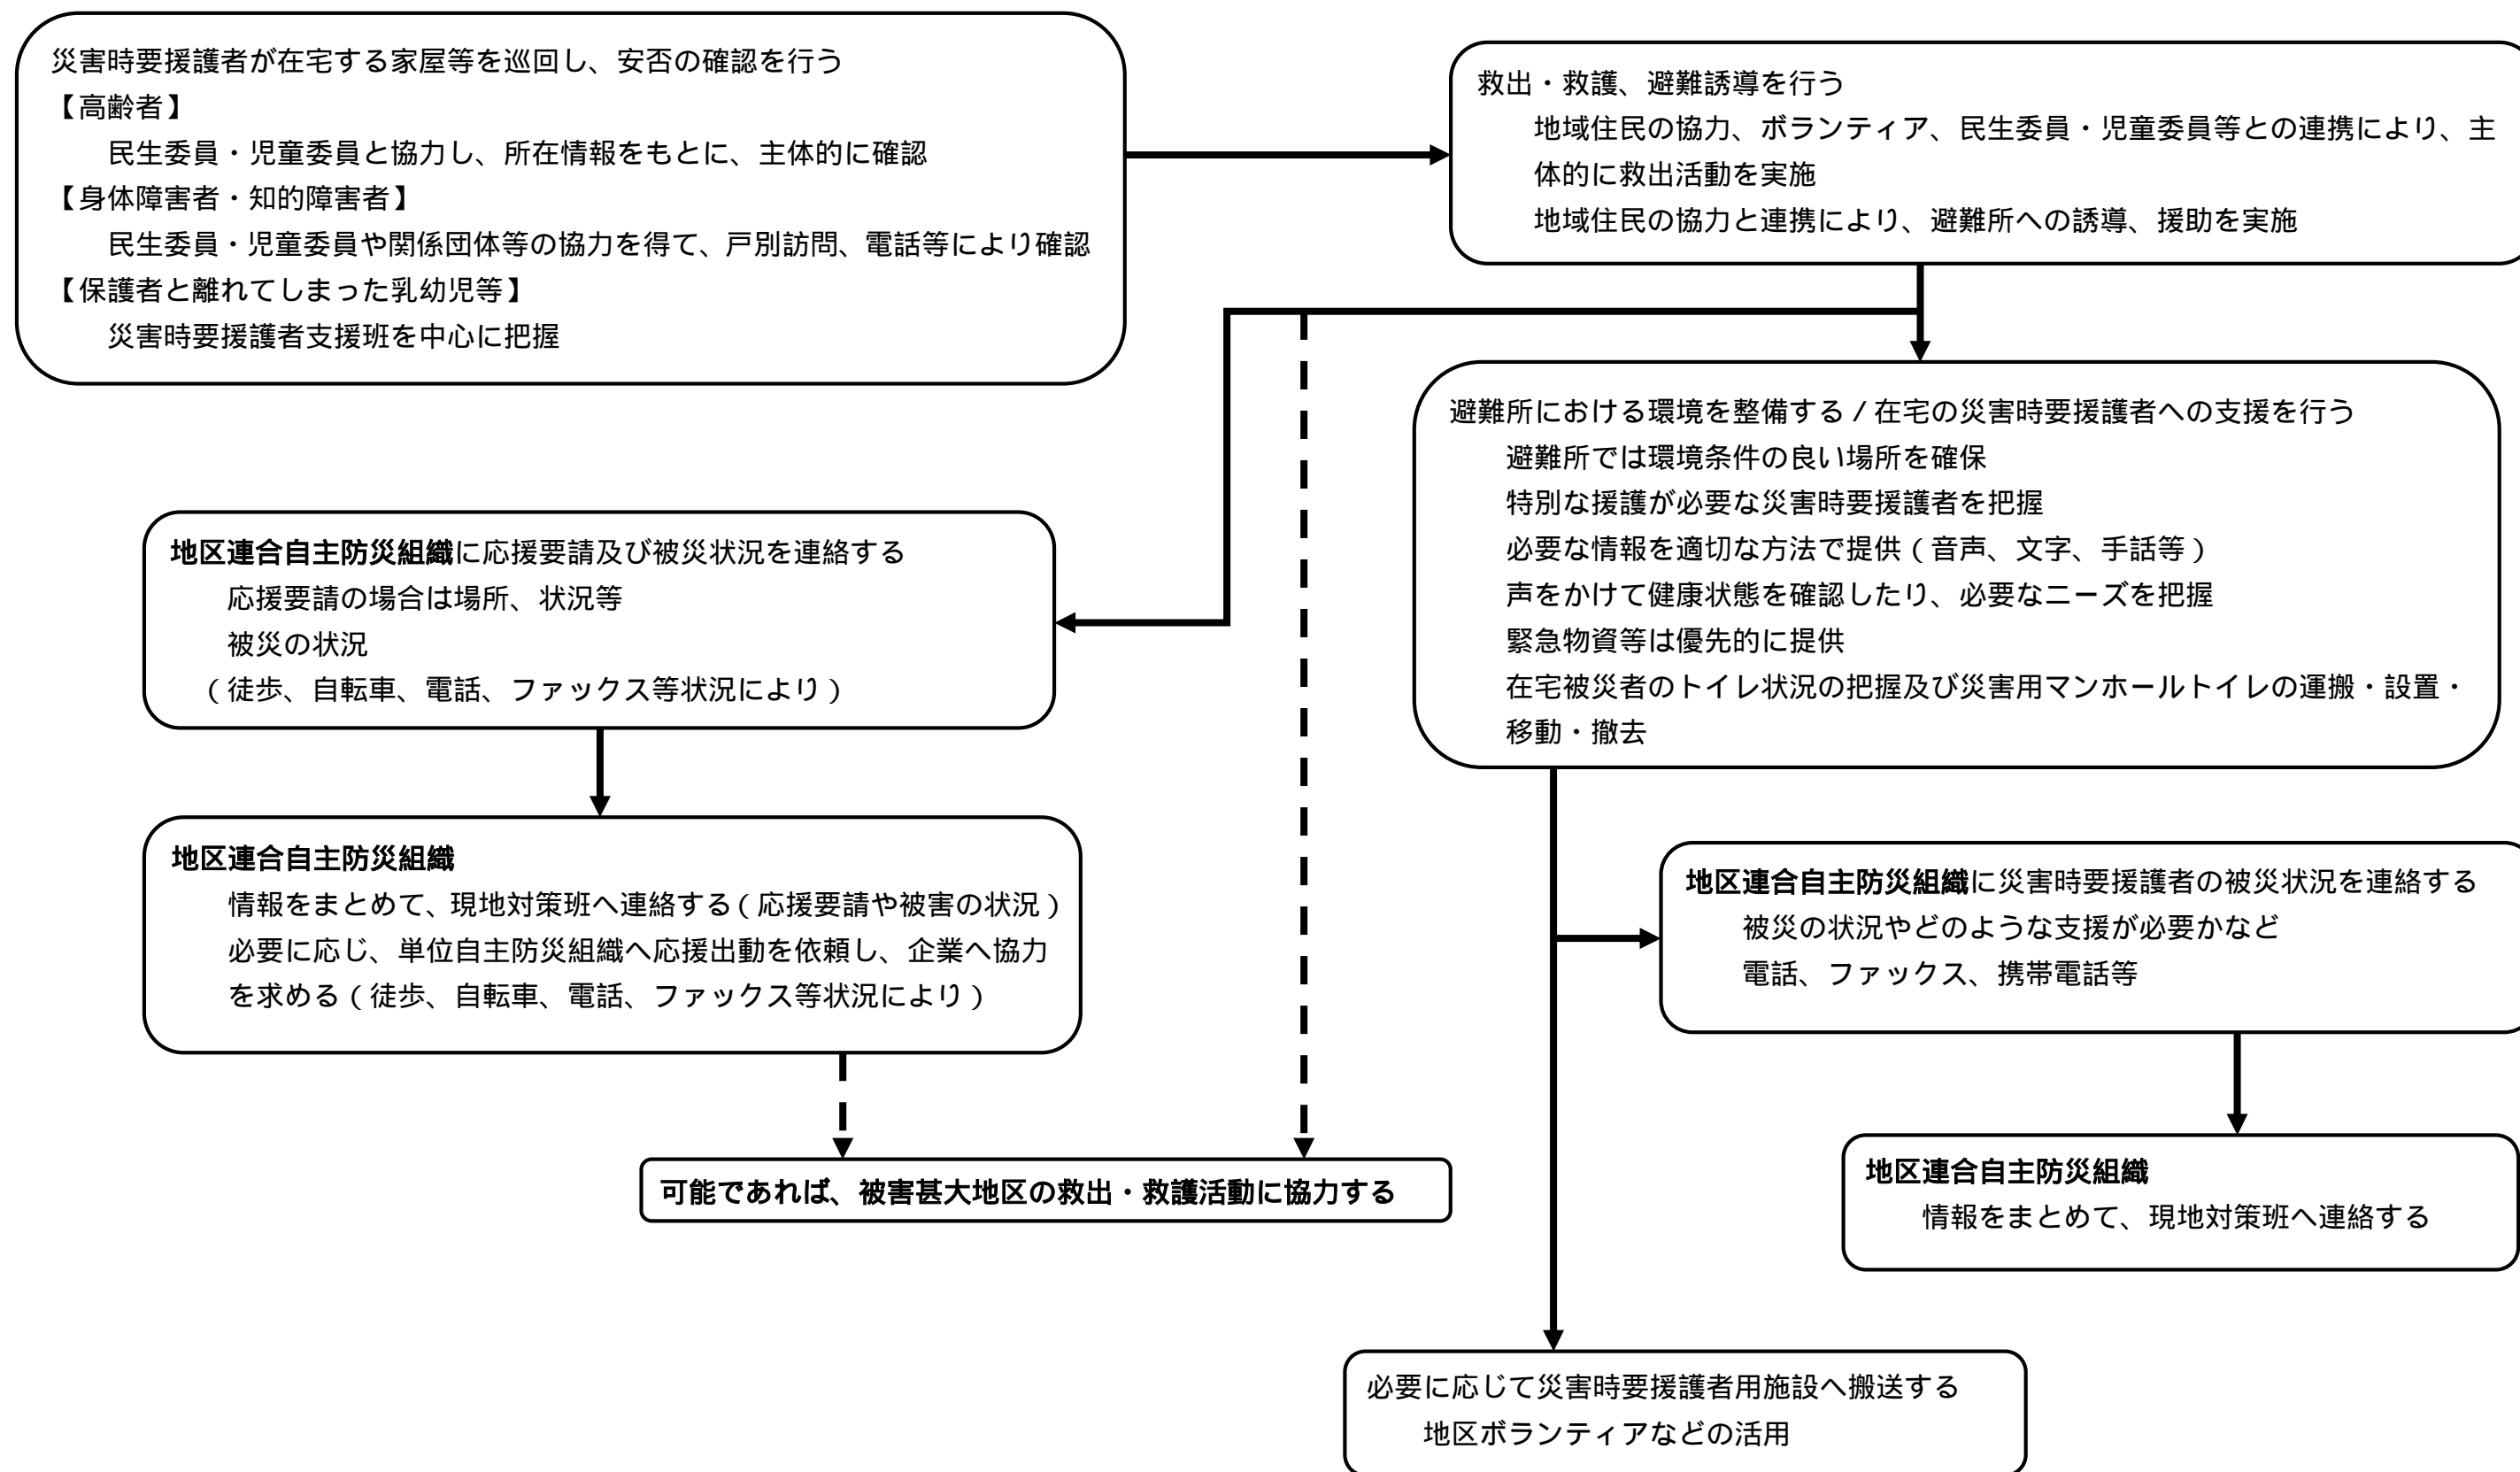 災害時要援護者が在宅する家屋等を巡回し、安否の確認を行う
【高齢者】
民生委員・児童委員と協力し、所在情報をもとに、主体的に確認
【身体障害者・知的障害者】
民生委員・児童委員や関係団体等の協力を得て、戸別訪問、電話等により確認
【保護者と離れてしまった乳幼児等】
災害時要援護者支援班を中心に把握
救出・救護、避難誘導を行う
地域住民の協力、ボランティア、民生委員・児童委員等との連携により、主
体的に救出活動を実施
地域住民の協力と連携により、避難所への誘導、援助を実施
避難所における環境を整備する/在宅の災害時要援護者への支援を行う
避難所では環境条件の良い場所を確保
特別な援護が必要な災害時要援護者を把握
必要な情報を適切な方法で提供(音声、文字、手話等)
声をかけて健康状態を確認したり、必要なニーズを把握
緊急物資等は優先的に提供
在宅被災者のトイレ状況の把握及び災害用マンホールトイレの運搬・設置・
移動・撤去
地区連合自主防災組織に応援要請及び被災状況を連絡する
応援要請の場合は場所、状況等
被災の状況
(徒歩、自転車、電話、ファックス等状況により)
地区連合自主防災組織
情報をまとめて、現地対策班へ連絡する(応援要請や被害の状況)
必要に応じ、単位自主防災組織へ応援出動を依頼し、企業へ協力
を求める(徒歩、自転車、電話、ファックス等状況により)
地区連合自主防災組織に災害時要援護者の被災状況を連絡する
被災の状況やどのような支援が必要かなど
電話、ファックス、携帯電話等
可能であれば、被害甚大地区の救出・救護活動に協力する
地区連合自主防災組織
情報をまとめて、現地対策班へ連絡する
必要に応じて災害時要援護者用施設へ搬送する
地区ボランティアなどの活用